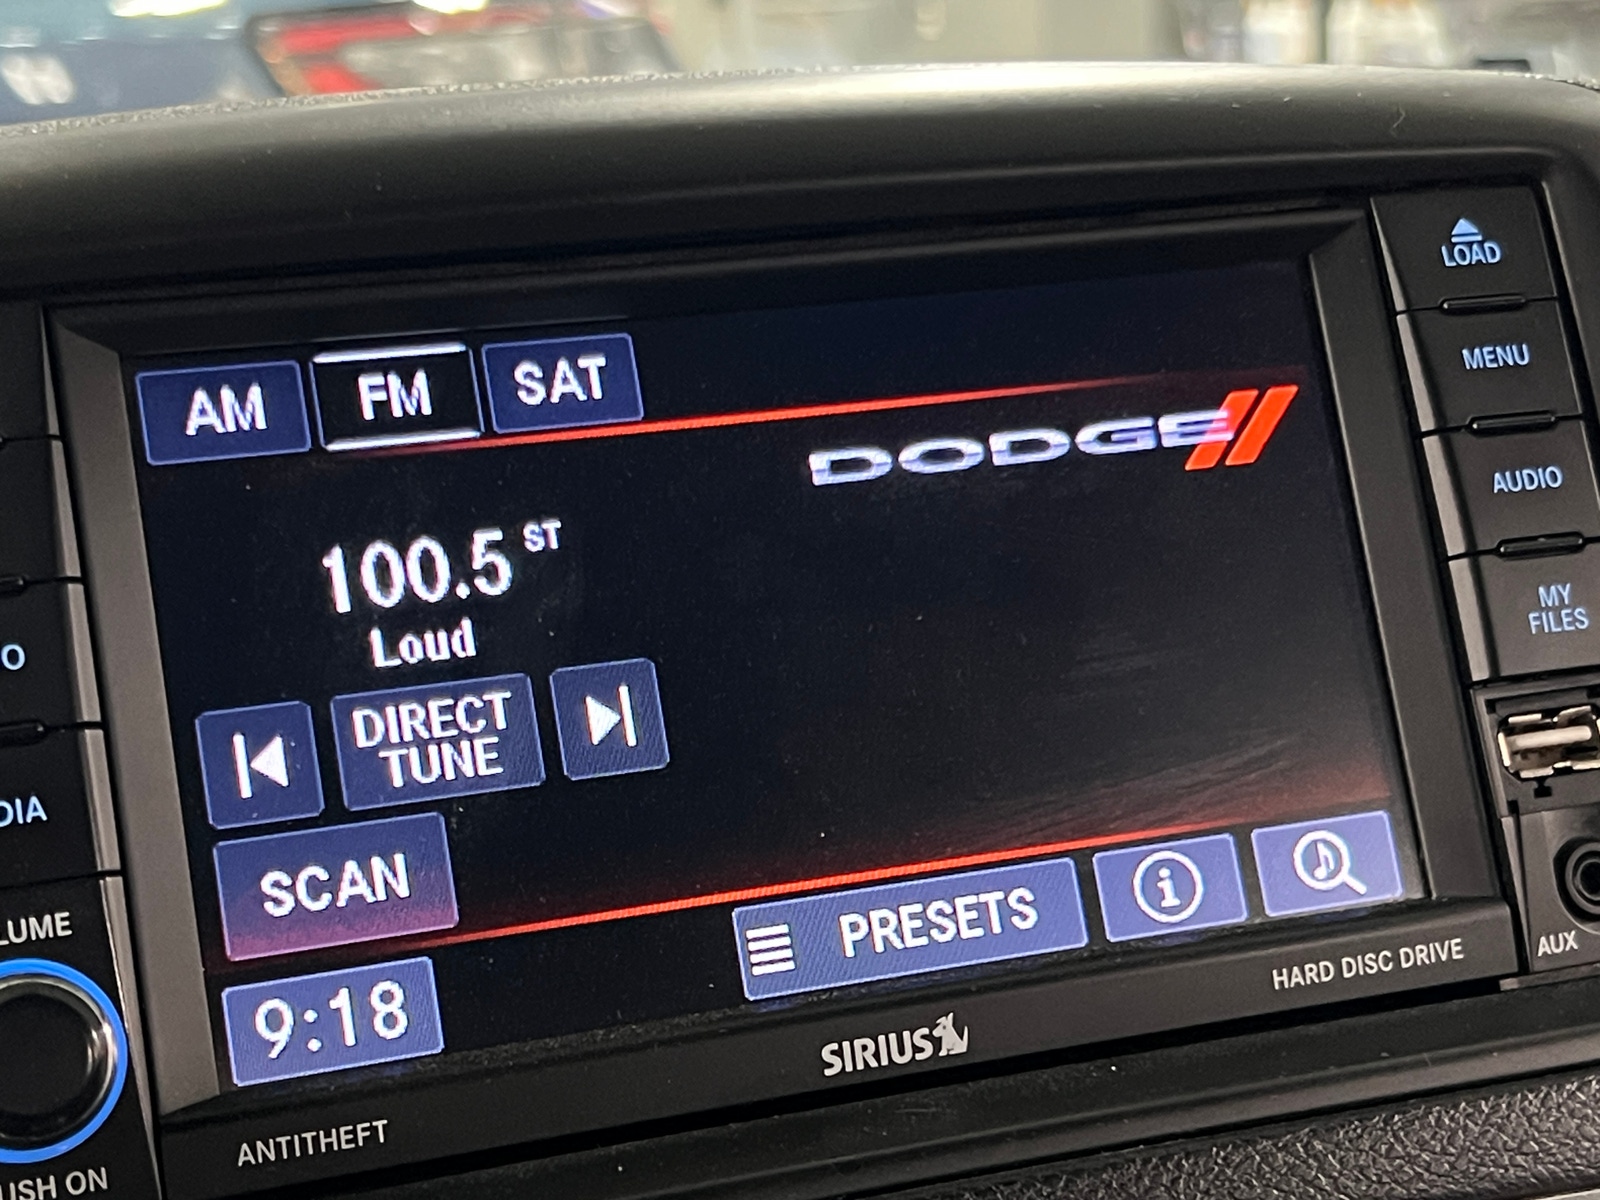 LOAD
MENU
AUDIO
MY
FILES
AM FM SAT
DODGE
100.5 ST
Loud
DIRECT
TUNE
SCAN
PRESETS
9:18
HARD DISC DRIVE
AUX
SIRIUS
ANTITHEFT